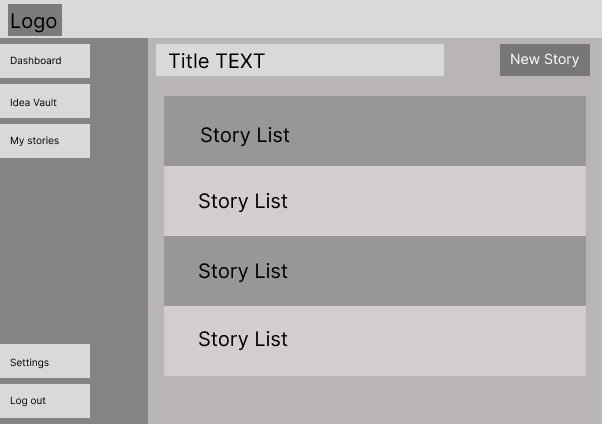 Logo
Dashboard
Idea Vault
My stories
Settings
Log out
Title TEXT
New Story
Story List
Story List
Story List
Story List